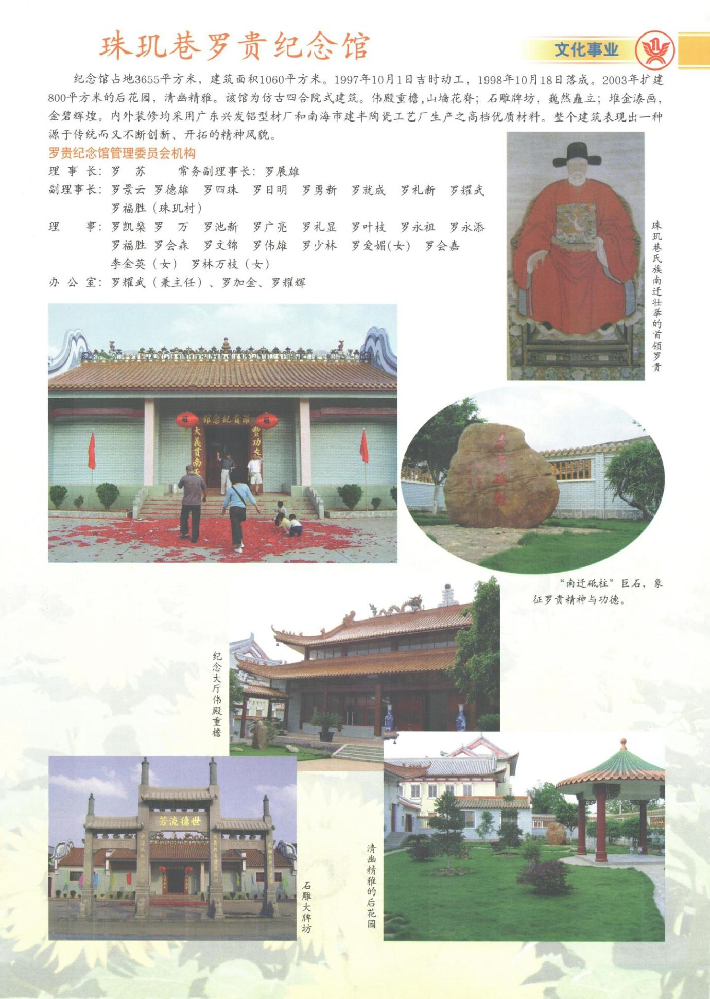 珠玑巷罗贵纪念馆
文化事业
纪念馆占地3655平方米，建筑面积1060平方米。1997年10月1日吉时动工，1998年10月18日落成。2003年扩建
800平方米的后花园，清幽精雅。该馆为仿古四合院式建筑。伟殿重檐，山墙花脊；石雕牌坊，巍然矗立；堆金漆画，
金碧辉煌。内外装修均采用广东兴发铝型材厂和南海市建丰陶瓷工艺厂生产之高档优质材料。整个建筑表现出一种
源于传统而又不断创新、开拓的精神风貌。
罗贵纪念馆管理委员会机构
理事长：罗　苏　　常务副理事长：罗展雄
副理事长：罗景云 罗德雄 罗四珠 罗日明 罗勇新 罗就成 罗礼新 罗耀武
罗福胜（珠玑村）
理　　事：罗凯燊 罗　万 罗池新 罗广亮 罗礼显 罗叶枝 罗永祖 罗永添
罗福胜 罗会森 罗文锦 罗伟雄 罗少林 罗爱媚(女) 罗会嘉
李金英（女） 罗林万枝（女）
办公室：罗耀武（兼主任）、罗加金、罗耀辉
珠玑巷氏族南迁壮举的首领罗贵
館念紀貴羅
大義貫南天
豐功
“南迁砥柱”巨石，象
征罗贵精神与功德。
纪念大厅伟殿重檐
芳流德世
石雕大牌坊
清幽精雅的后花园